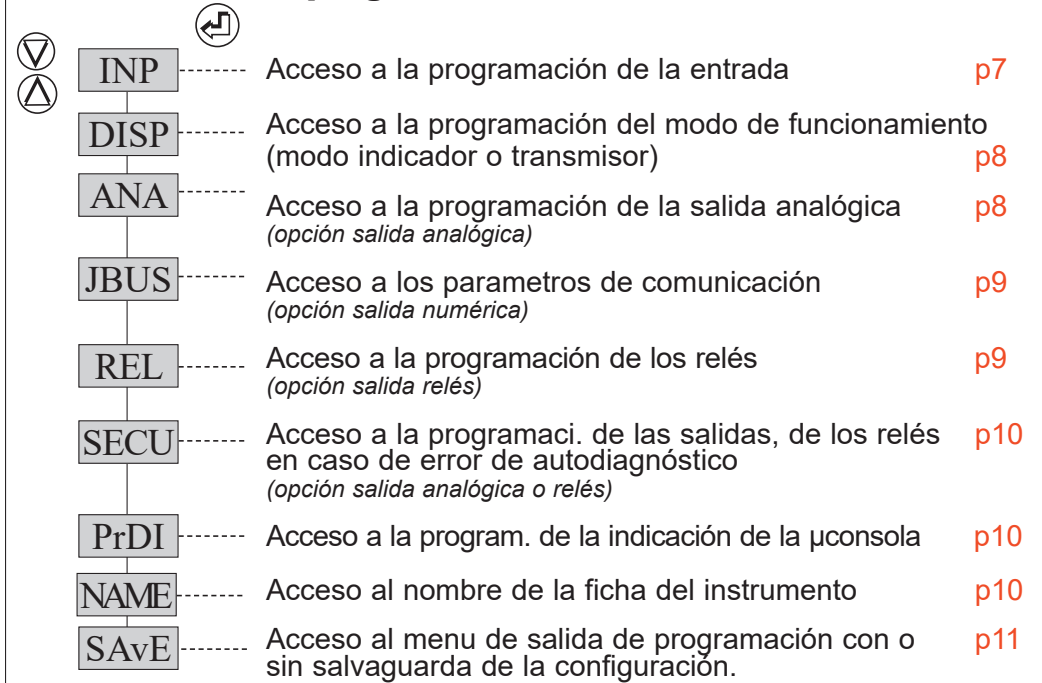 INP Acceso a la programación de la entrada p7
DISP Acceso a la programación del modo de funcionamiento
(modo indicador o transmisor) p8
ANA Acceso a la programación de la salida analógica p8
(opción salida analógica)
JBUS Acceso a los parametros de comunicación p9
(opción salida numérica)
REL Acceso a la programación de los relés p9
(opción salida relés)
SECU Acceso a la programaci. de las salidas, de los relés p10
en caso de error de autodiagnóstico
(opción salida analógica o relés)
PrDI Acceso a la program. de la indicación de la µconsola p10
NAME Acceso al nombre de la ficha del instrumento p10
SAvE Acceso al menu de salida de programación con o p11
sin salvaguarda de la configuración.